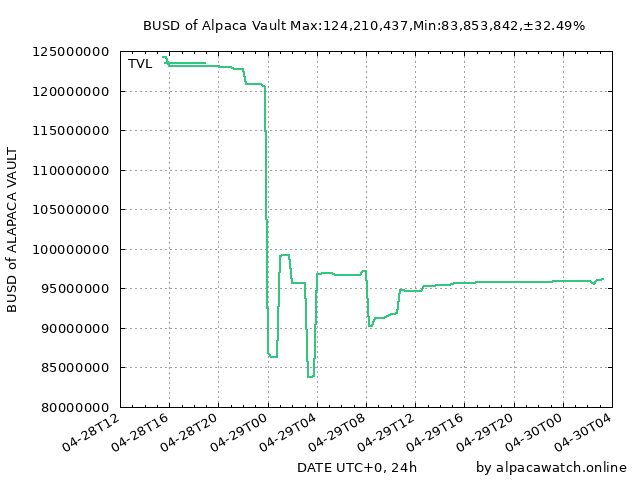 BUSD of Alpaca Vault Max:124,210,437,Min:83,853,842,±32.49%
BUSD of ALAPACA VAULT
TVL
125000000
120000000
115000000
110000000
105000000
100000000
95000000
90000000
85000000
80000000
04-28T12
04-28T16
04-28T20
04-29T00
04-29T04
04-29T08
04-29T12
04-29T16
04-29T20
04-30T00
04-30T04
DATE UTC+0, 24h
by alpacawatch.online